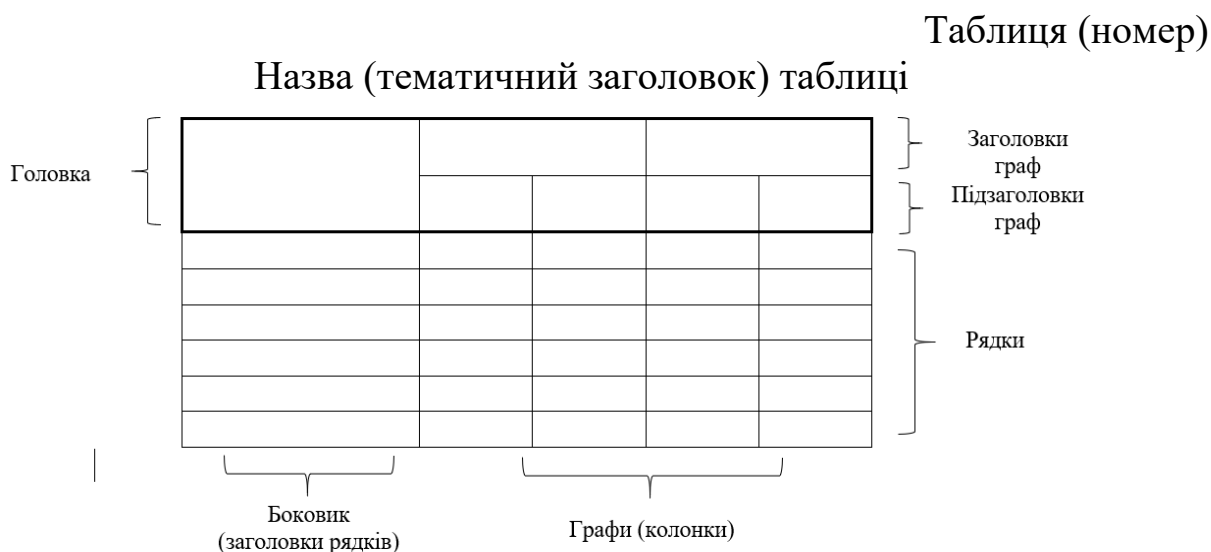 Таблиця (номер)
Назва (тематичний заголовок) таблиці
Головка
Заголовки
граф
Підзаголовки
граф
Рядки
Боковик
(заголовки рядків)
Графи (колонки)